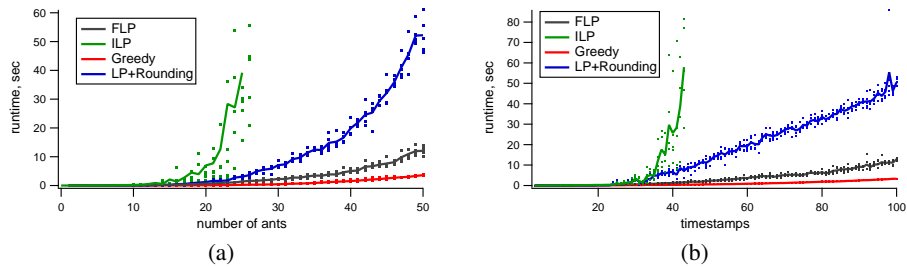 FLP
ILP
Greedy
LP+Rounding
runtime, sec
60
50
40
30
20
10
0
0 10 20 30 40 50
number of ants
(a)
FLP
ILP
Greedy
LP+Rounding
runtime, sec
80
70
60
50
40
30
20
10
0
20 40 60 80 100
timestamps
(b)